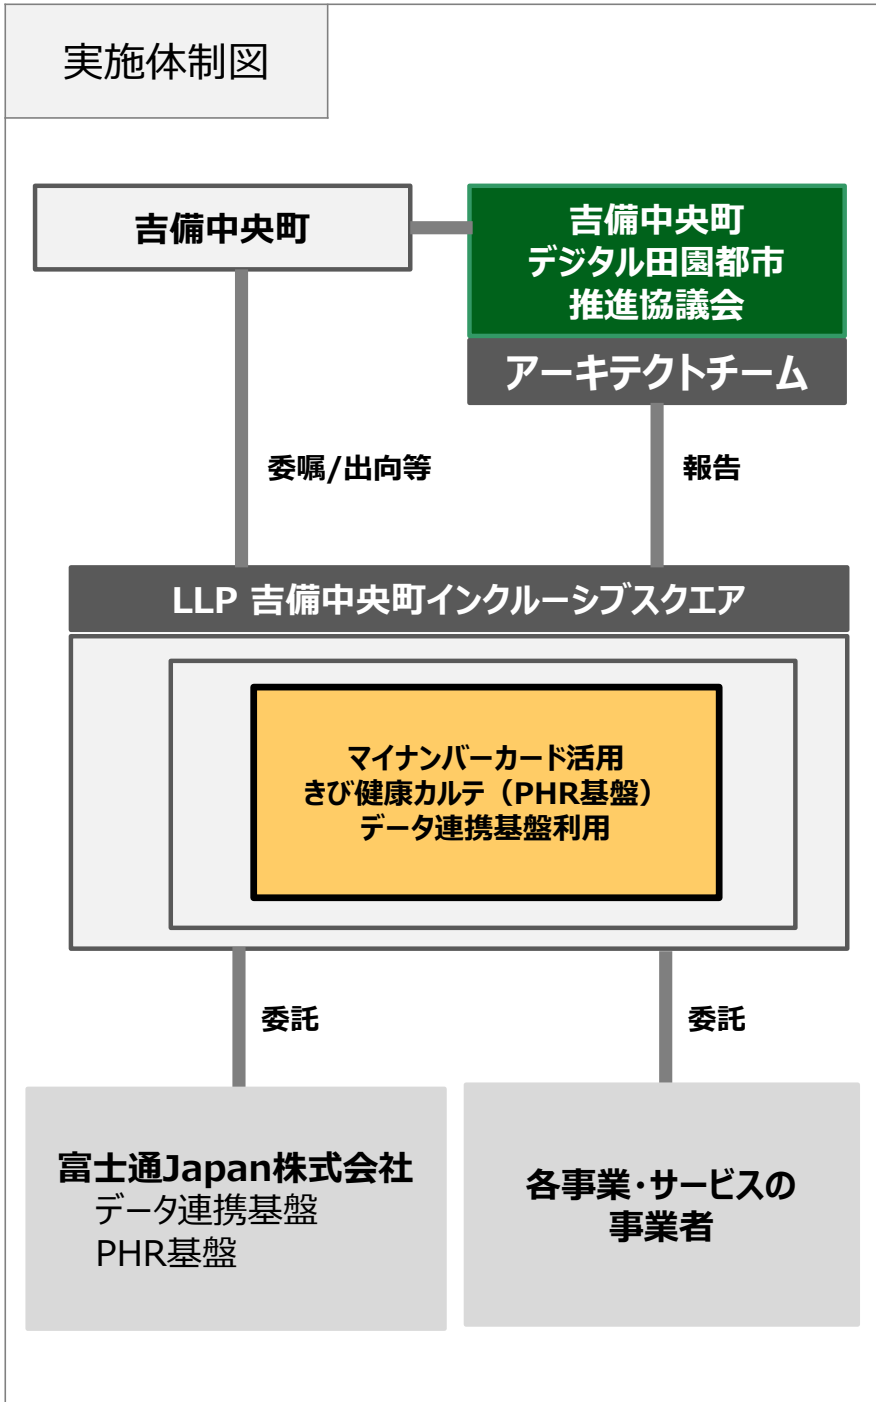 実施体制図
吉備中央町
吉備中央町
デジタル田園都市
推進協議会
アーキテクトチーム
委嘱/出向等
報告
LLP 吉備中央町インクルーシブスクエア
マイナンバーカード活用
きび健康カルテ（PHR基盤）
データ連携基盤利用
委託
委託
富士通Japan株式会社
データ連携基盤
PHR基盤
各事業・サービスの
事業者